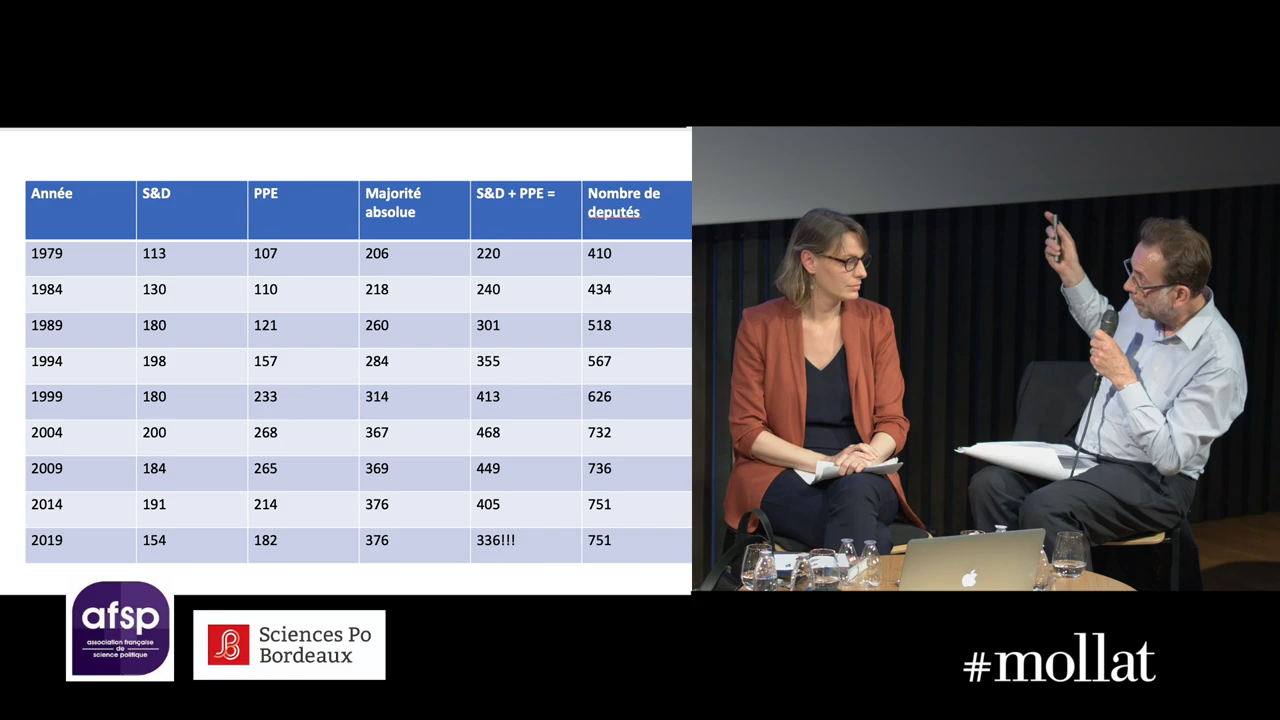 Année S&D PPE Majorité absolue S&D + PPE = Nombre de deputés
1979 113 107 206 220 410
1984 130 110 218 240 434
1989 180 121 260 301 518
1994 198 157 284 355 567
1999 180 233 314 413 626
2004 200 268 367 468 732
2009 184 265 369 449 736
2014 191 214 376 405 751
2019 154 182 376 336!!! 751
afsp
association française
de
science politique
Sciences Po
Bordeaux
#mollat